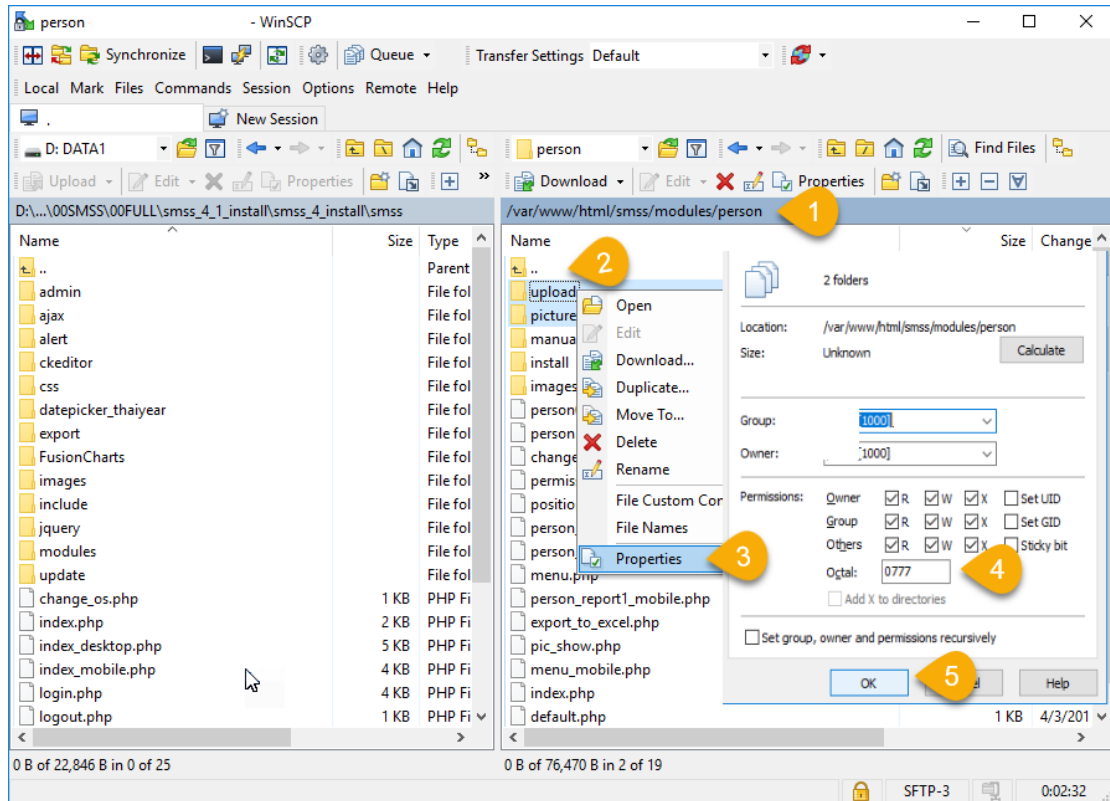 person - WinSCP
Synchronize Queue Transfer Settings Default
Local Mark Files Commands Session Options Remote Help
. New Session
D: DATA1 person Find Files
Upload Edit Properties » Download Edit Properties
D:\...\00SMSS\00FULL\smss_4_1_install\smss_4_install\smss
Name Size Type
.. Parent
admin File fol
ajax File fol
alert File fol
ckeditor File fol
css File fol
datepicker_thaiyear File fol
export File fol
FusionCharts File fol
images File fol
include File fol
jquery File fol
modules File fol
update File fol
change_os.php 1 KB PHP Fi
index.php 2 KB PHP Fi
index_desktop.php 5 KB PHP Fi
index_mobile.php 4 KB PHP Fi
login.php 4 KB PHP Fi
logout.php 1 KB PHP Fi
0 B of 22,846 B in 0 of 25
/var/www/html/smss/modules/person 1
Name Size Change
.. 2
upload
picture
manua
install
images
person
person
change
permis
positio
person_
person_
menu.php
person_report1_mobile.php
export_to_excel.php
pic_show.php
menu_mobile.php
index.php
default.php 1 KB 4/3/201
0 B of 76,470 B in 2 of 19
Open
Edit
Download...
Duplicate...
Move To...
Delete
Rename
File Custom Cor
File Names
Properties 3
2 folders
Location: /var/www/html/smss/modules/person
Size: Unknown Calculate
Group: [1000]
Owner: [1000]
Permissions: Owner R W X Set UID
Group R W X Set GID
Others R W X Sticky bit
Octal: 0777 4
Add X to directories
Set group, owner and permissions recursively
OK 5 el Help
SFTP-3 0:02:32